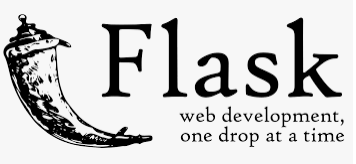 Flask
web development,
one drop at a time